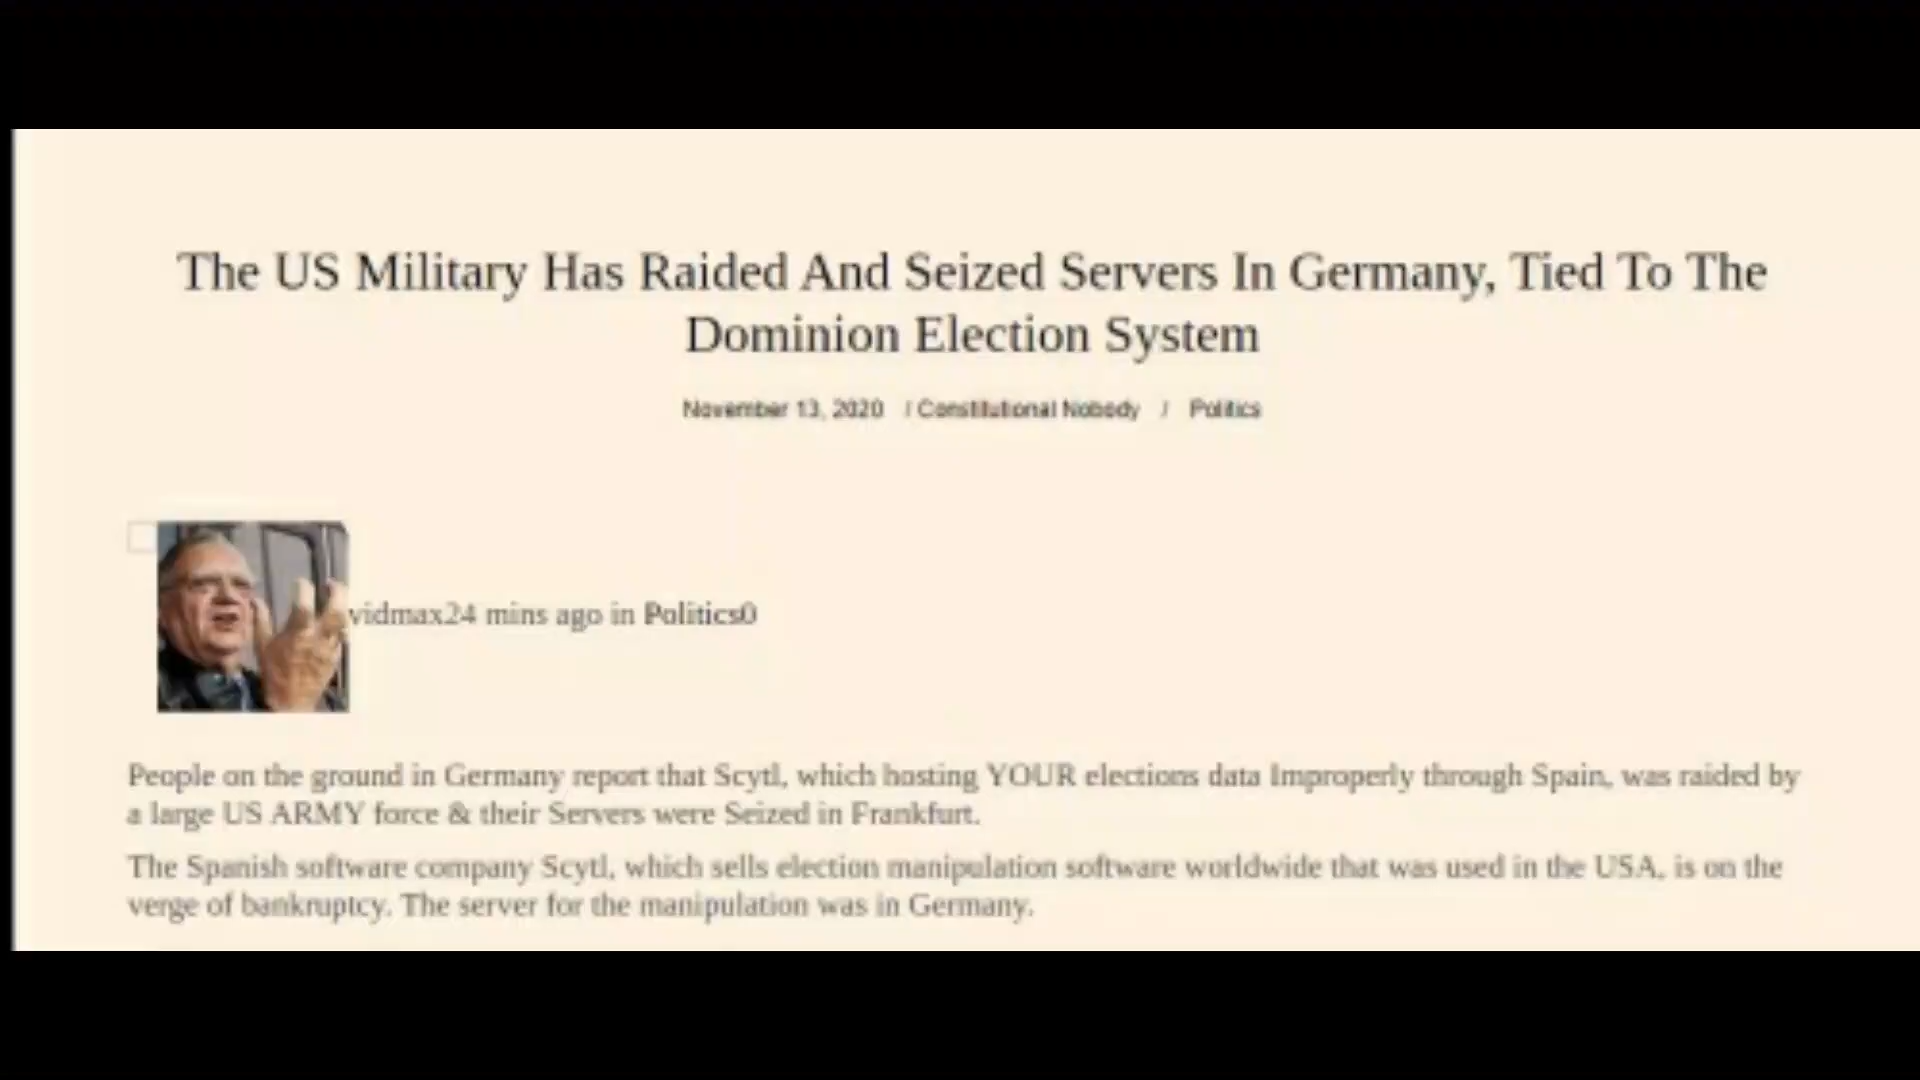 The US Military Has Raided And Seized Servers In Germany, Tied To The
Dominion Election System
November 13, 2020 / Constitutional Nobody / Politics
vidmax24 mins ago in Politics0
People on the ground in Germany report that Scytl, which hosting YOUR elections data Improperly through Spain, was raided by
a large US ARMY force & their Servers were Seized in Frankfurt.
The Spanish software company Scytl, which sells election manipulation software worldwide that was used in the USA, is on the
verge of bankruptcy. The server for the manipulation was in Germany.